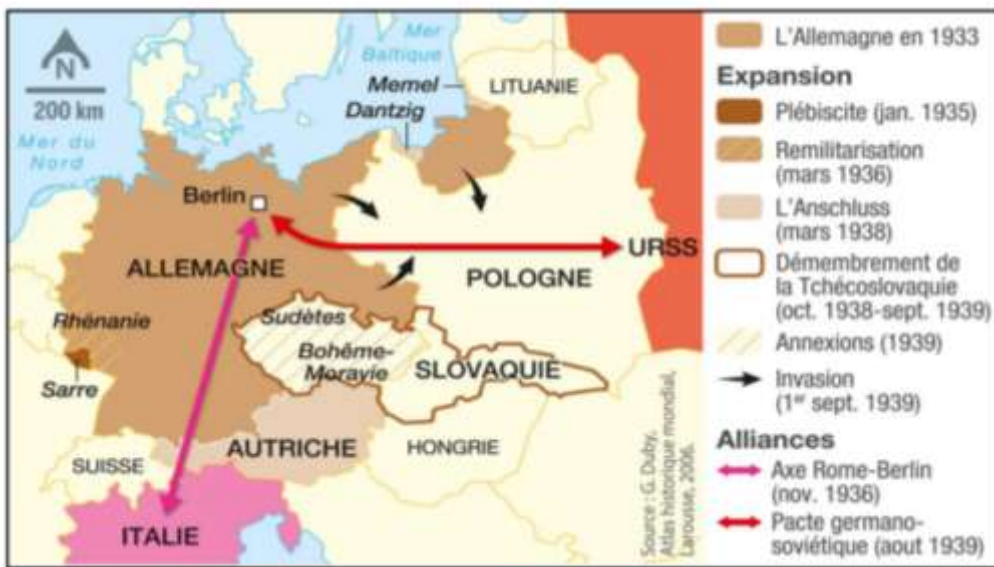 N
200 km
Mer du
Nord
Mer
Baltique
Memel
Dantzig
LITUANIE
Berlin
URSS
ALLEMAGNE
POLOGNE
Rhénanie
Sudètes
Bohême-
Moravie
SLOVAQUIE
Sarre
AUTRICHE
SUISSE
HONGRIE
ITALIE
Source : G. Duby,
Atlas historique mondial,
Larousse, 2006.
L'Allemagne en 1933
Expansion
Plébiscite (jan. 1935)
Remilitarisation
(mars 1936)
L'Anschluss
(mars 1938)
Démembrement de
la Tchécoslovaquie
(oct. 1938-sept. 1939)
Annexions (1939)
Invasion
(1er sept. 1939)
Alliances
Axe Rome-Berlin
(nov. 1936)
Pacte germano-
soviétique (aout 1939)